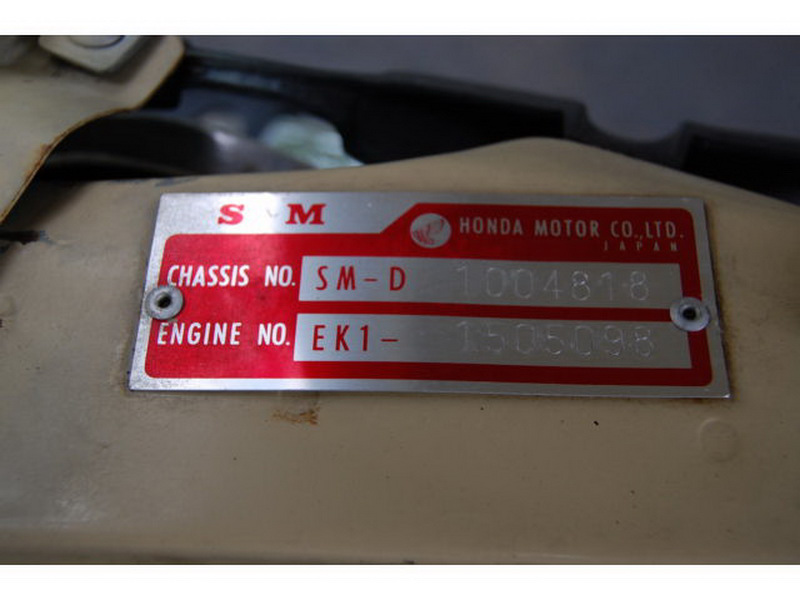 S M
HONDA MOTOR CO.,LTD.
JAPAN
CHASSIS NO. SM-D 1004818
ENGINE NO. EK1- 1505098